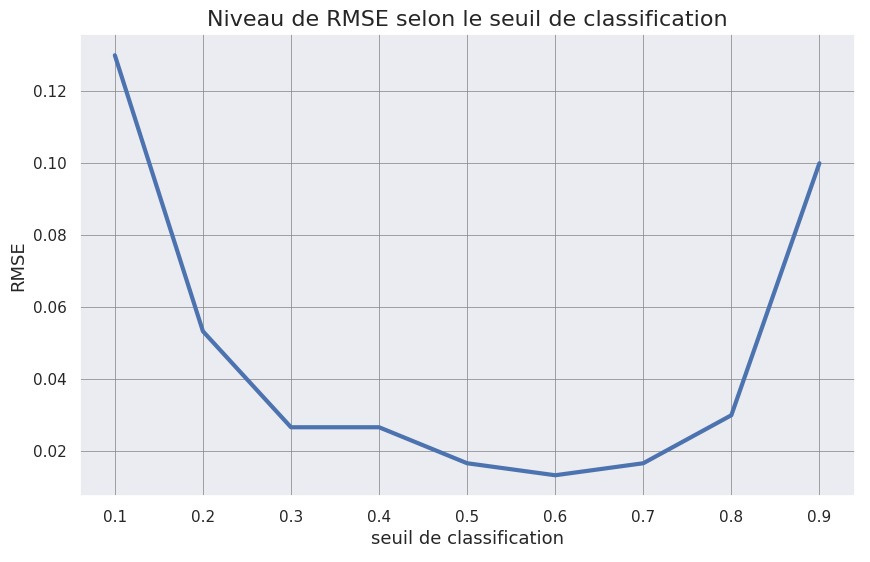 Niveau de RMSE selon le seuil de classification
0.12
0.10
0.08
0.06
0.04
0.02
RMSE
0.1 0.2 0.3 0.4 0.5 0.6 0.7 0.8 0.9
seuil de classification